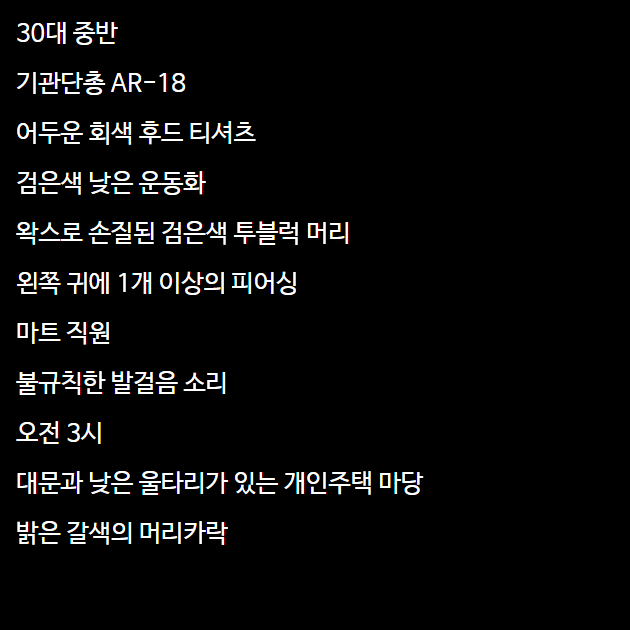 30대 중반
기관단총 AR-18
어두운 회색 후드 티셔츠
검은색 낮은 운동화
왁스로 손질된 검은색 투블럭 머리
왼쪽 귀에 1개 이상의 피어싱
마트 직원
불규칙한 발걸음 소리
오전 3시
대문과 낮은 울타리가 있는 개인주택 마당
밝은 갈색의 머리카락